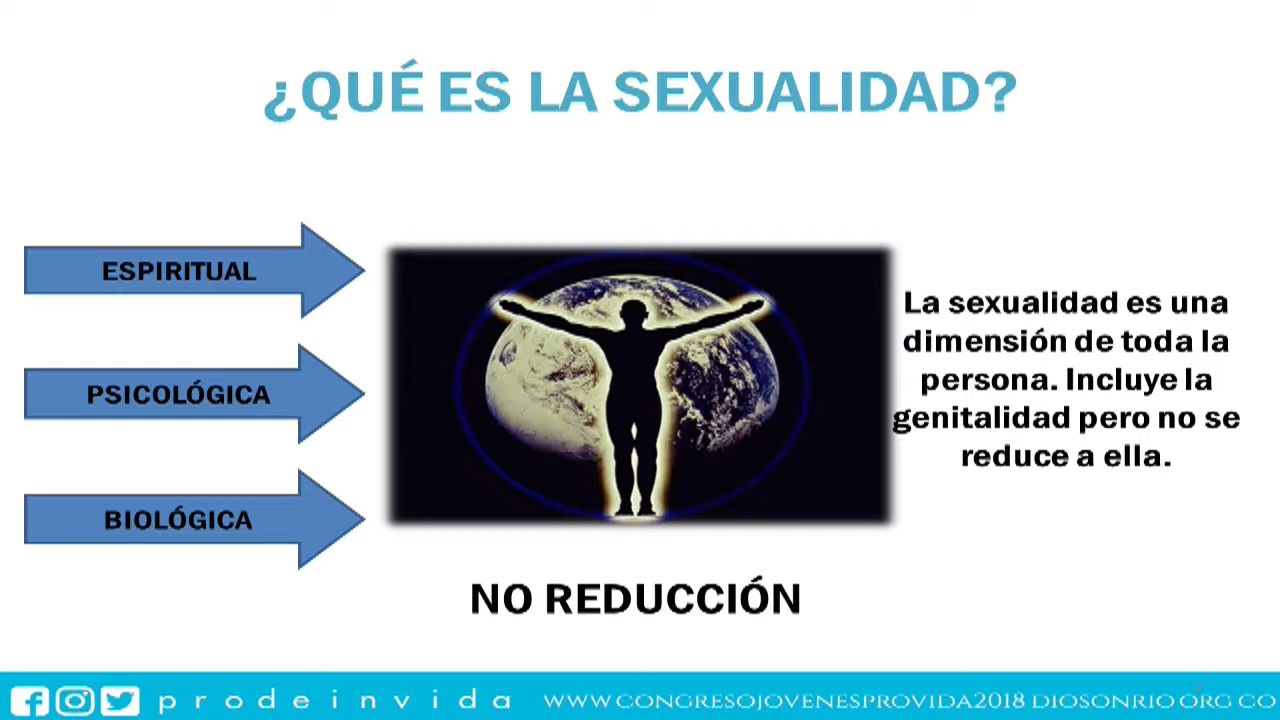 ¿QUÉ ES LA SEXUALIDAD?
ESPIRITUAL
PSICOLÓGICA
BIOLÓGICA
La sexualidad es una
dimensión de toda la
persona. Incluye la
genitalidad pero no se
reduce a ella.
NO REDUCCIÓN
prodeinvida
WWW.CONGRESOJOVENESPROVIDA2018 DIOSONRIO ORG CO